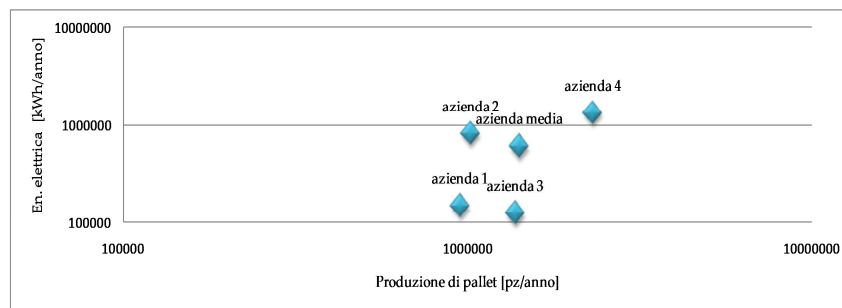 En. elettrica [kWh/anno]
10000000
1000000
100000
azienda 4
azienda 2
azienda media
azienda 1
azienda 3
100000
1000000
10000000
Produzione di pallet [pz/anno]